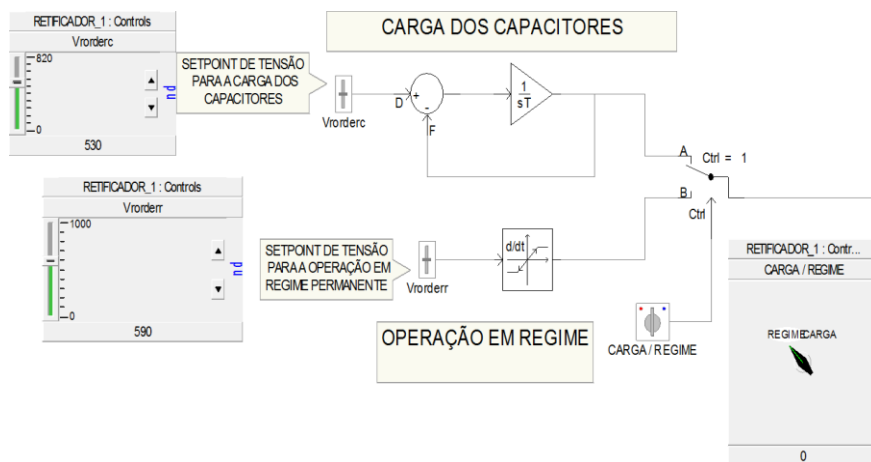 RETIFICADOR_1 : Controls
Vrorderc
820
0
pu
530
SETPOINT DE TENSÃO
PARA A CARGA DOS
CAPACITORES
CARGA DOS CAPACITORES
Vrorderc
D
+
-
F
1
sT
A
Ctrl = 1
B
Ctrl
RETIFICADOR_1 : Controls
Vrorderr
1000
0
pu
590
SETPOINT DE TENSÃO
PARA A OPERAÇÃO EM
REGIME PERMANENTE
Vrorderr
d/dt
OPERAÇÃO EM REGIME
CARGA / REGIME
RETIFICADOR_1 : Contr...
CARGA / REGIME
REGIMECARGA
0